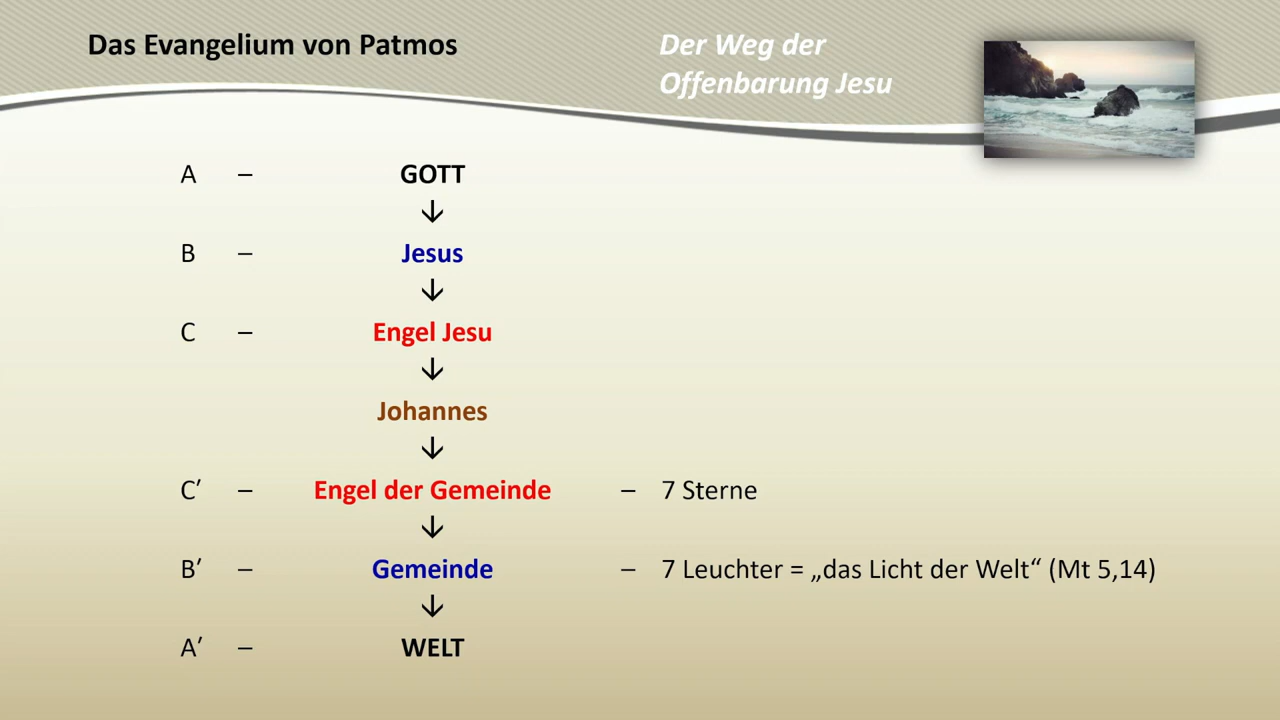 Das Evangelium von Patmos
Der Weg der
Offenbarung Jesu
A – GOTT
↓
B – Jesus
↓
C – Engel Jesu
↓
Johannes
↓
C′ – Engel der Gemeinde – 7 Sterne
↓
B′ – Gemeinde – 7 Leuchter = „das Licht der Welt“ (Mt 5,14)
↓
A′ – WELT